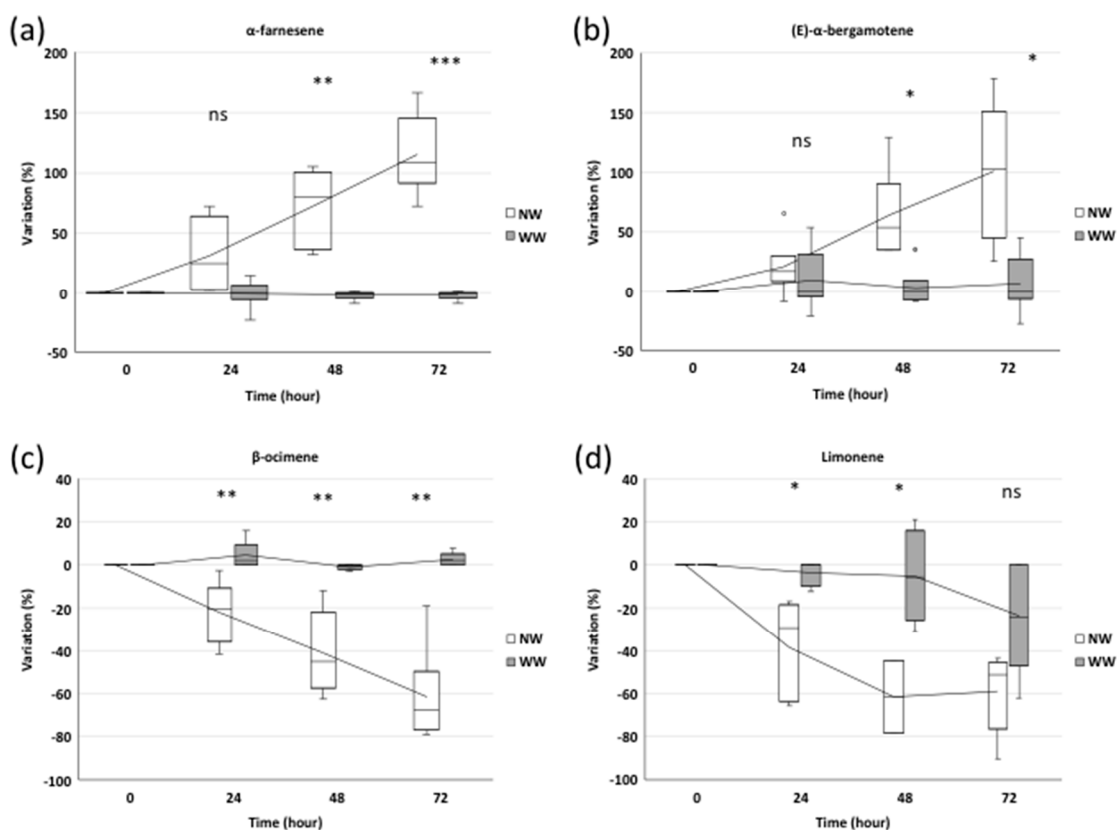 (a)
α-farnesene
200
150
100
50
0
-50
Variation (%)
ns
**
***
0 24 48 72
Time (hour)
NW
WW
(b)
(E)-α-bergamotene
200
150
100
50
0
-50
Variation (%)
ns
*
*
0 24 48 72
Time (hour)
NW
WW
(c)
β-ocimene
40
20
0
-20
-40
-60
-80
-100
Variation (%)
**
**
**
0 24 48 72
Time (hour)
NW
WW
(d)
Limonene
40
20
0
-20
-40
-60
-80
-100
Variation (%)
*
*
ns
0 24 48 72
Time (hour)
NW
WW